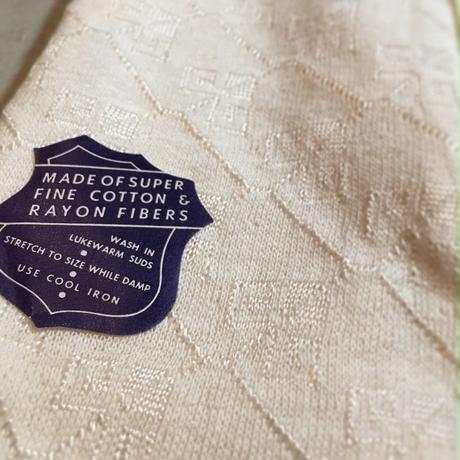 MADE OF SUPER
FINE COTTON &
RAYON FIBERS
WASH IN
LUKEWARM SUDS
•
STRETCH TO SIZE WHILE DAMP
•
USE COOL IRON
•